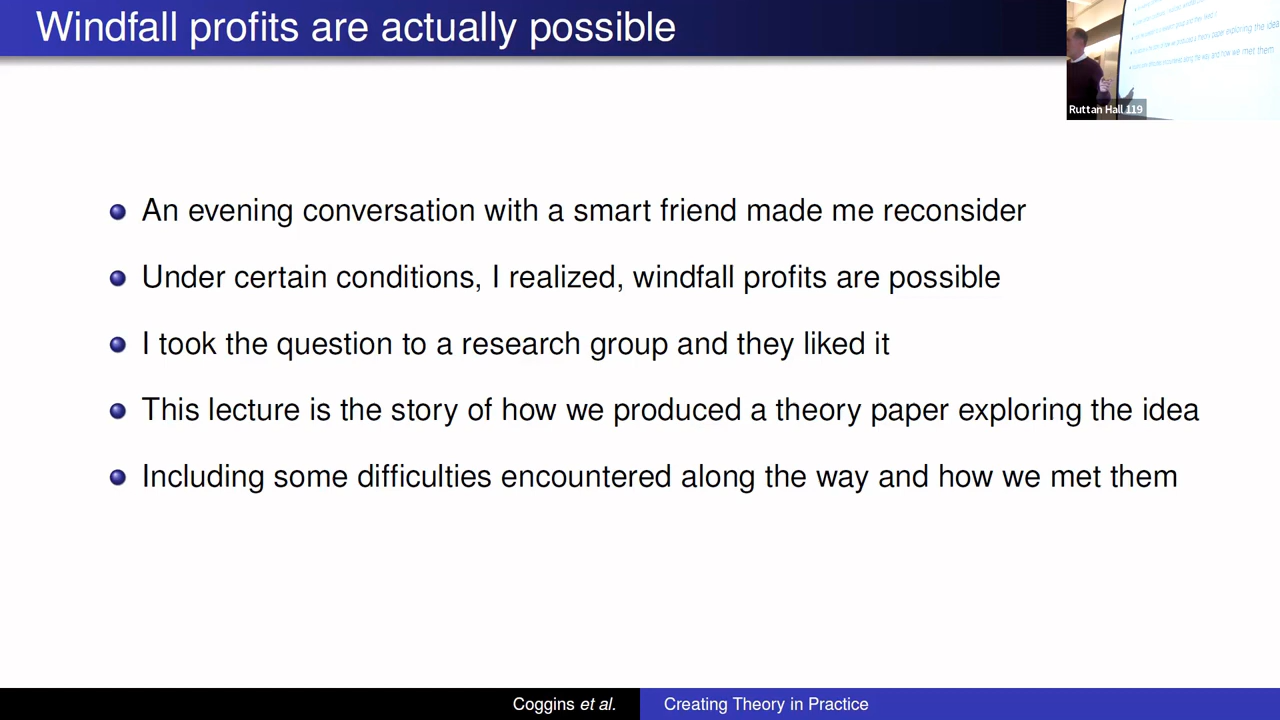 Windfall profits are actually possible
Ruttan Hall 119
An evening conversation with a smart friend made me reconsider
Under certain conditions, I realized, windfall profits are possible
I took the question to a research group and they liked it
This lecture is the story of how we produced a theory paper exploring the idea
Including some difficulties encountered along the way and how we met them
Coggins et al.
Creating Theory in Practice